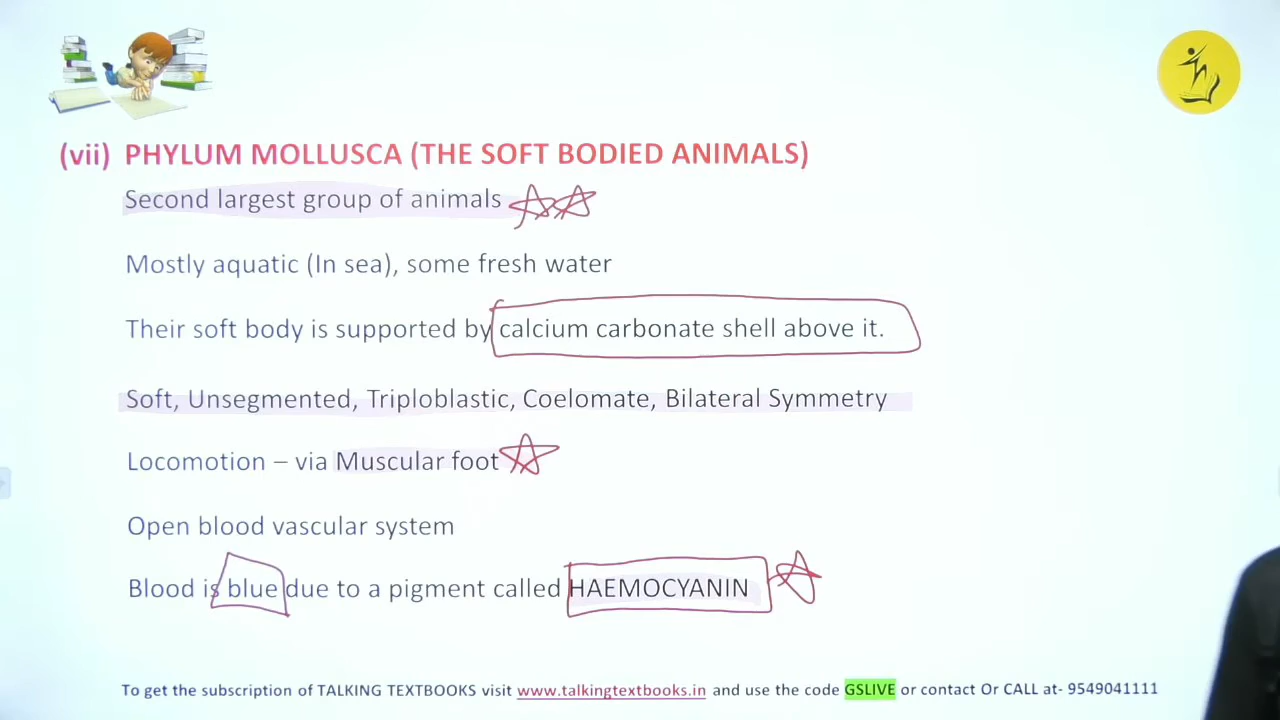 (vii) PHYLUM MOLLUSCA (THE SOFT BODIED ANIMALS)
Second largest group of animals
Mostly aquatic (In sea), some fresh water
Their soft body is supported by calcium carbonate shell above it.
Soft, Unsegmented, Triploblastic, Coelomate, Bilateral Symmetry
Locomotion – via Muscular foot
Open blood vascular system
Blood is blue due to a pigment called HAEMOCYANIN
To get the subscription of TALKING TEXTBOOKS visit www.talkingtextbooks.in and use the code GSLIVE or contact Or CALL at- 9549041111